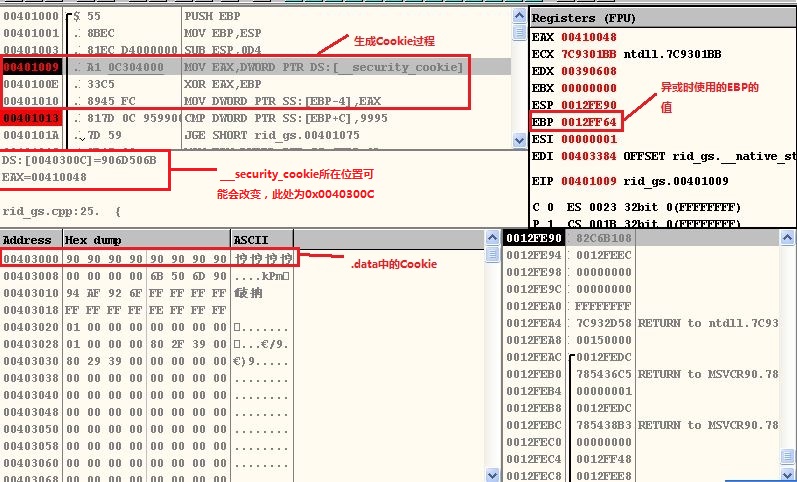 00401000 $ 55 PUSH EBP
00401001 . 8BEC MOV EBP,ESP
00401003 . 81EC D4000000 SUB ESP,0D4
00401009 . A1 0C304000 MOV EAX,DWORD PTR DS:[__security_cookie]
0040100E . 33C5 XOR EAX,EBP
00401010 . 8945 FC MOV DWORD PTR SS:[EBP-4],EAX
00401013 . 817D 0C 959900 CMP DWORD PTR SS:[EBP+C],9995
0040101A . 7D 59 JGE SHORT rid_gs.00401075
生成Cookie过程
DS:[0040300C]=906D506B
EAX=00410048
rid_gs.cpp:25. {
___security_cookie所在位置可
能会改变，此处为0x0040300C
Registers (FPU)
EAX 00410048
ECX 7C9301BB ntdll.7C9301BB
EDX 00390608
EBX 00000000
ESP 0012FE90
EBP 0012FF64
ESI 00000001
EDI 00403384 OFFSET rid_gs.__native_st
EIP 00401009 rid_gs.00401009
C 0 ES 0023 32bit 0(FFFFFFFF)
P 1 CS 001B 32bit 0(FFFFFFFF)
异或时使用的EBP的
值
Address Hex dump ASCII
00403000 90 90 90 90 90 90 90 90
00403008 00 00 00 00 6B 50 6D 90 ....kPm
00403010 94 AF 92 6F FF FF FF FF
00403018 FF FF FF FF FE FF FF FF
00403020 01 00 00 00 00 00 00 00 .......
00403028 01 00 00 00 80 2F 39 00 ...€/9.
00403030 80 29 39 00 00 00 00 00 €)9.....
00403038 00 00 00 00 00 00 00 00 ........
00403040 00 00 00 00 00 00 00 00 ........
00403048 00 00 00 00 00 00 00 00 ........
00403050 00 00 00 00 00 00 00 00 ........
00403058 00 00 00 00 00 00 00 00 ........
00403060 00 00 00 00 00 00 00 00 ........
00403068 00 00 00 00 00 00 00 00 ........
.data中的Cookie
0012FE90 82C6B108
0012FE94 0012FEEC
0012FE98 00000000
0012FE9C 00000000
0012FEA0 FFFFFFFF
0012FEA4 7C932D58 RETURN to ntdll.7C93
0012FEA8 00150000
0012FEAC 0012FEDC
0012FEB0 785436C5 RETURN to MSVCR90.78
0012FEB4 00000001
0012FEB8 0012FEDC
0012FEBC 785438B3 RETURN to MSVCR90.78
0012FEC0 00000000
0012FEC4 0012FF48
0012FEC8 0012FEE8